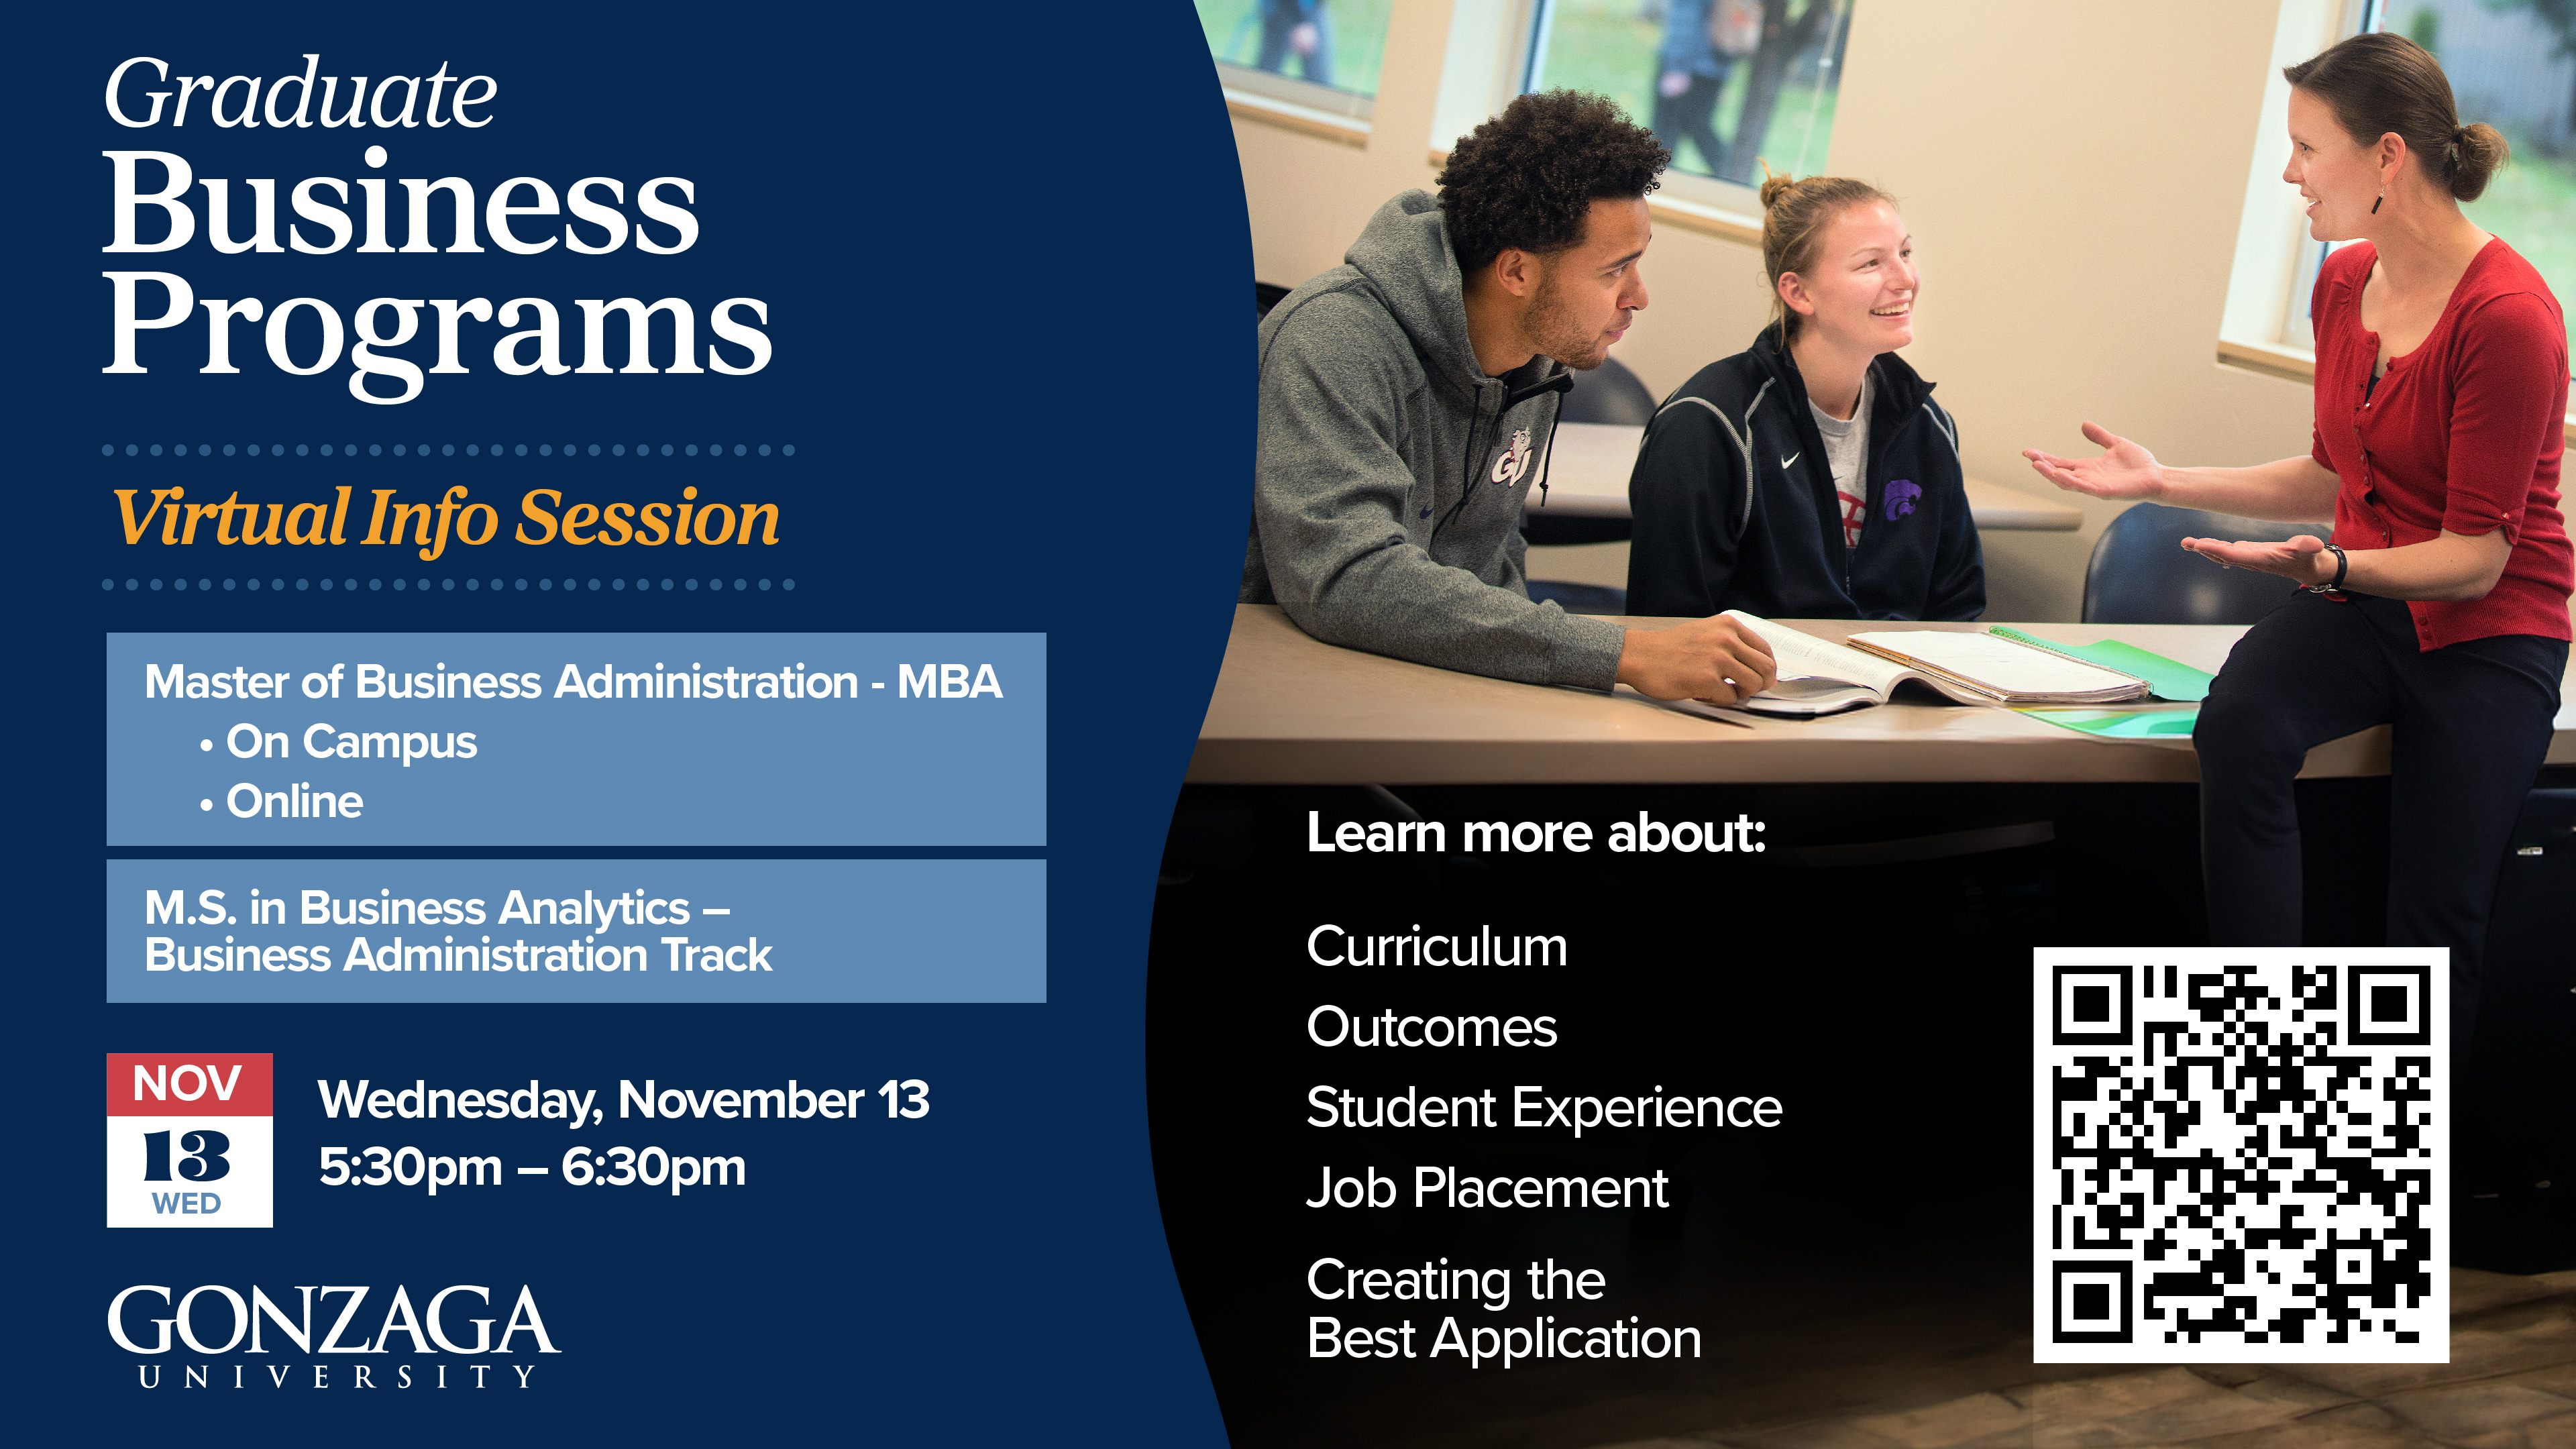 Graduate
Business
Programs
Virtual Info Session
Master of Business Administration - MBA
• On Campus
• Online
M.S. in Business Analytics –
Business Administration Track
NOV
13
WED
Wednesday, November 13
5:30pm – 6:30pm
GONZAGA
UNIVERSITY
GU
Learn more about:
Curriculum
Outcomes
Student Experience
Job Placement
Creating the
Best Application